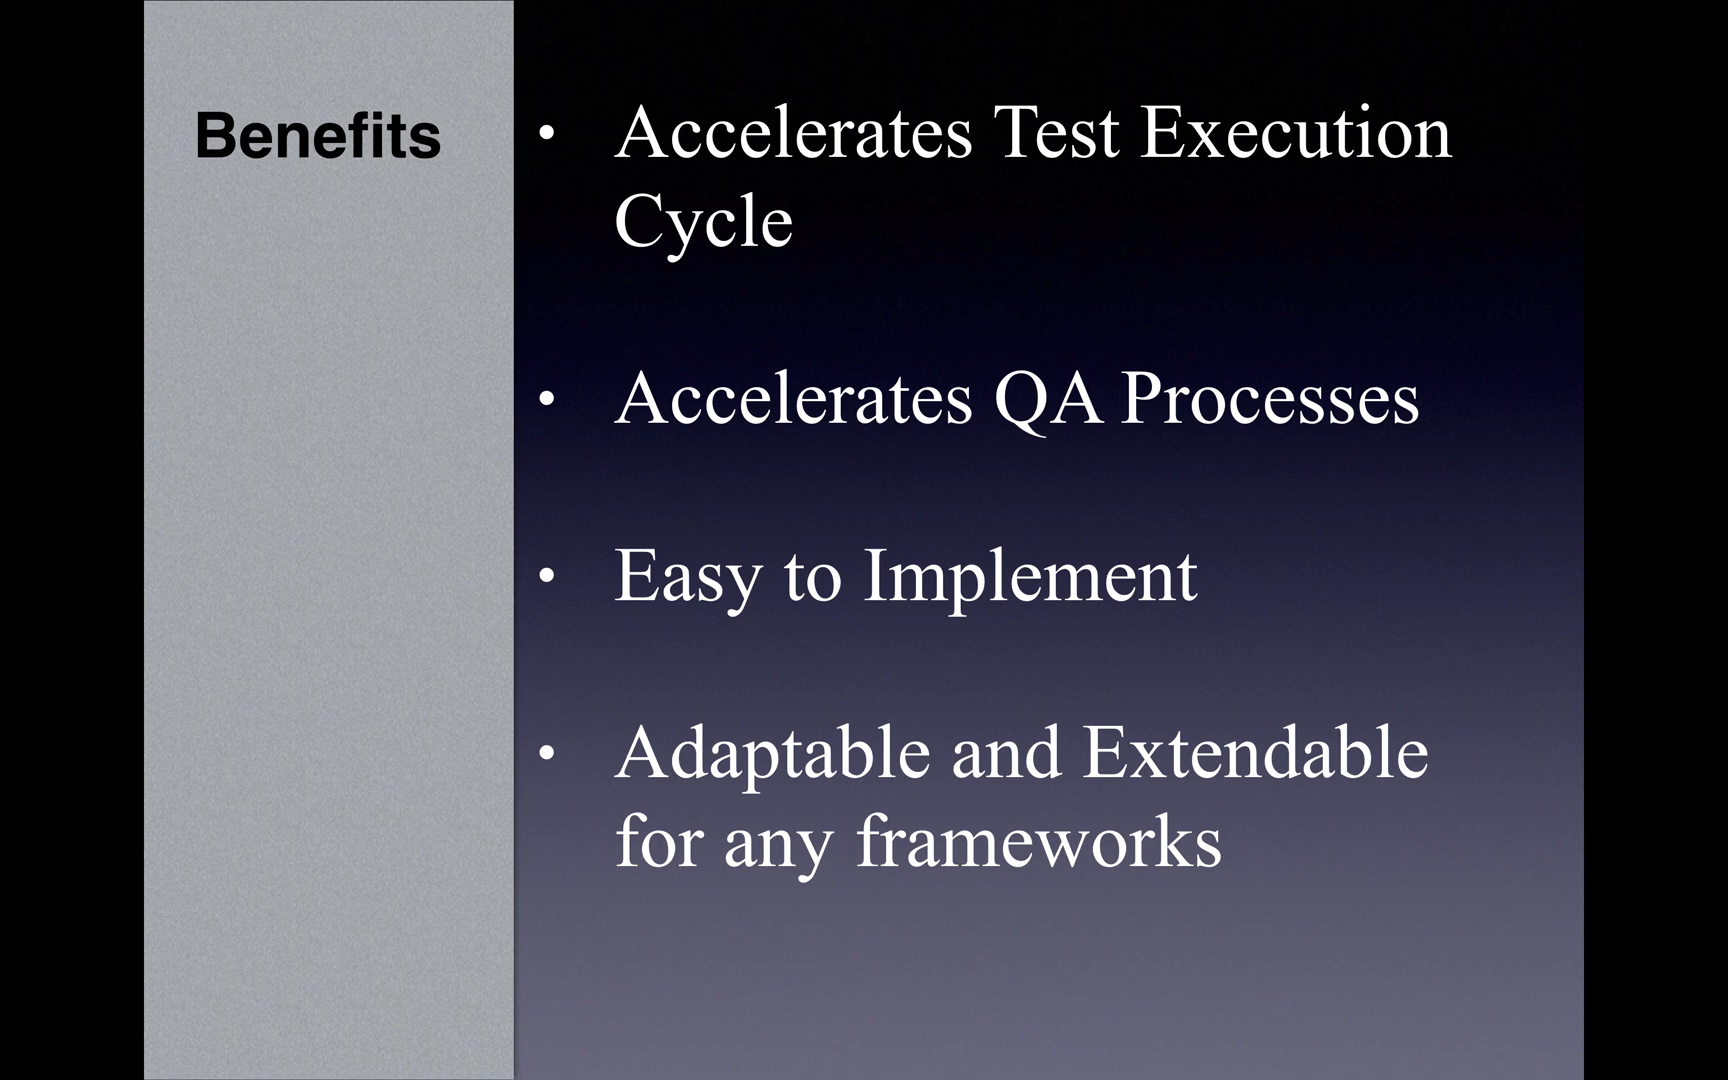 Benefits
• Accelerates Test Execution
Cycle
• Accelerates QA Processes
• Easy to Implement
• Adaptable and Extendable
for any frameworks